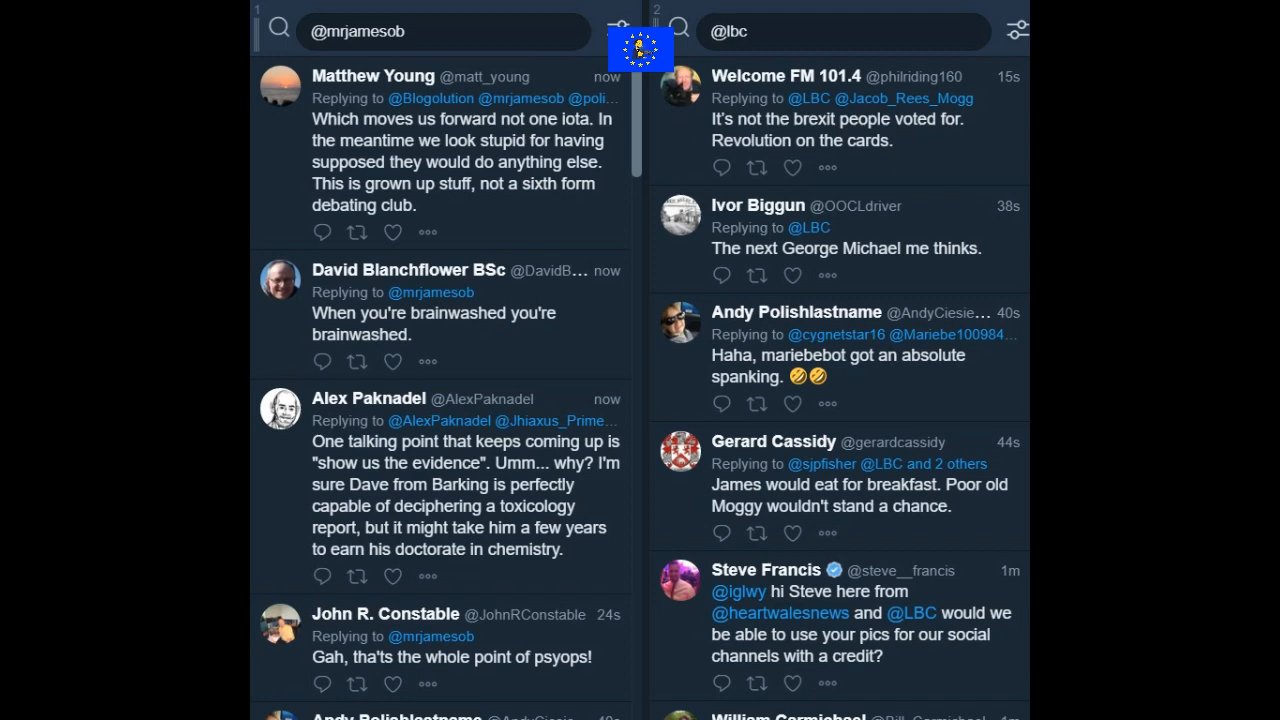 1
@mrjamesob
Matthew Young @matt_young now
Replying to @Blogolution @mrjamesob @poli...
Which moves us forward not one iota. In
the meantime we look stupid for having
supposed they would do anything else.
This is grown up stuff, not a sixth form
debating club.
David Blanchflower BSc @DavidB... now
Replying to @mrjamesob
When you're brainwashed you're
brainwashed.
Alex Paknadel @AlexPaknadel now
Replying to @AlexPaknadel @Jhiaxus_Prime...
One talking point that keeps coming up is
"show us the evidence". Umm... why? I'm
sure Dave from Barking is perfectly
capable of deciphering a toxicology
report, but it might take him a few years
to earn his doctorate in chemistry.
John R. Constable @JohnRConstable 24s
Replying to @mrjamesob
Gah, tha'ts the whole point of psyops!
Andy Polishlastname @AndyCiesie...
2
@lbc
Welcome FM 101.4 @philriding160 15s
Replying to @LBC @Jacob_Rees_Mogg
It's not the brexit people voted for.
Revolution on the cards.
Ivor Biggun @OOCLdriver 38s
Replying to @LBC
The next George Michael me thinks.
Andy Polishlastname @AndyCiesie... 40s
Replying to @cygnetstar16 @Mariebe100984...
Haha, mariebebot got an absolute
spanking. 🤣🤣
Gerard Cassidy @gerardcassidy 44s
Replying to @sjpfisher @LBC and 2 others
James would eat for breakfast. Poor old
Moggy wouldn't stand a chance.
Steve Francis @steve__francis 1m
@iglwy hi Steve here from
@heartwalesnews and @LBC would we
be able to use your pics for our social
channels with a credit?
William Carmichael @Bill_Carmichael 1m